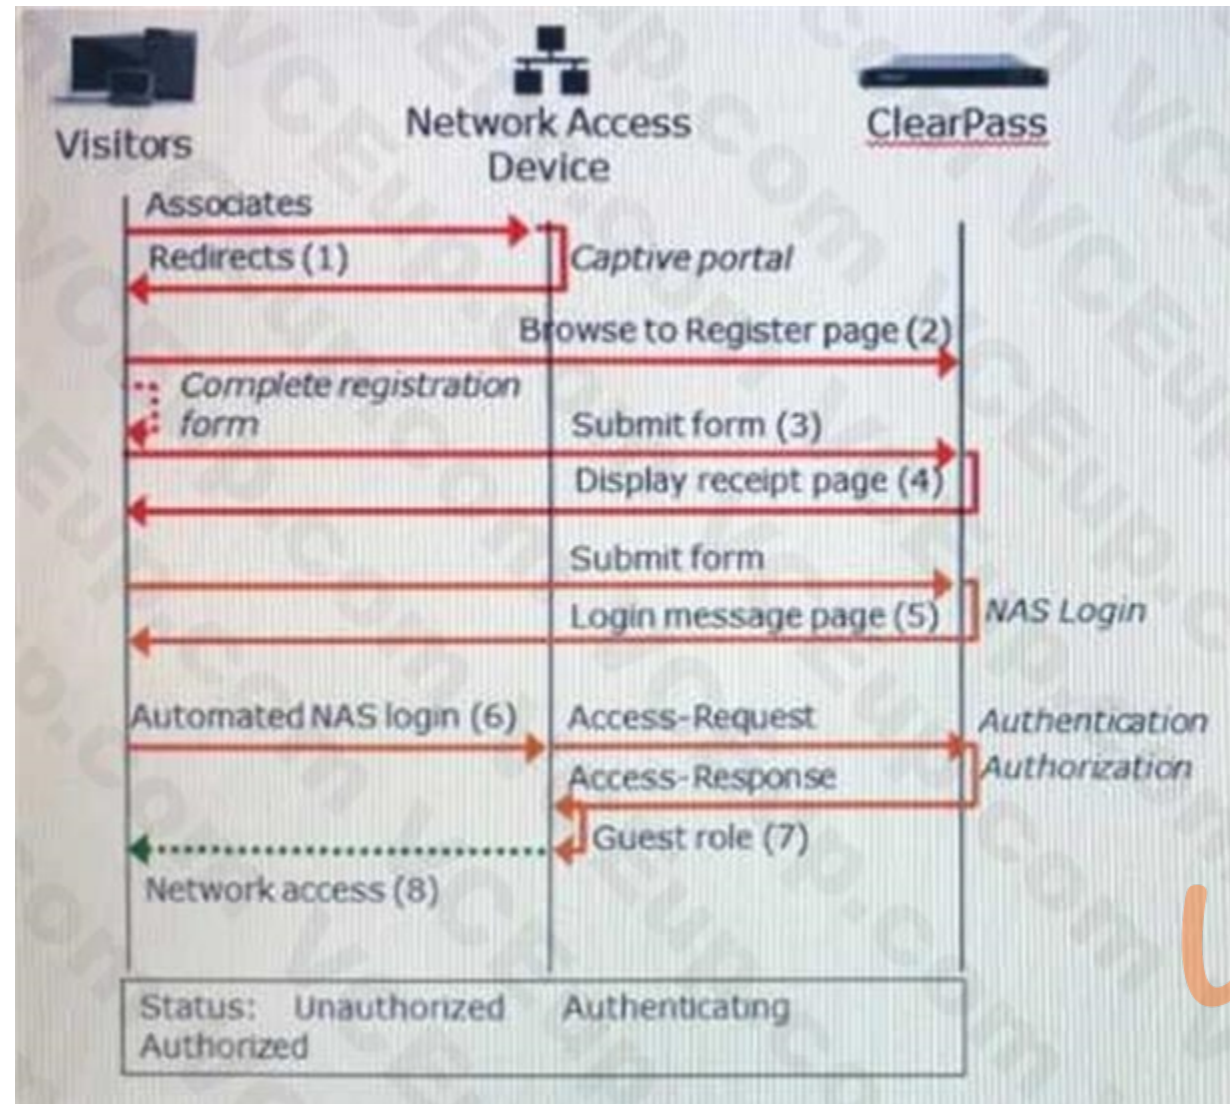 Visitors
Network Access
Device
ClearPass
Associates
Redirects (1)
Captive portal
Browse to Register page (2)
Complete registration
form
Submit form (3)
Display receipt page (4)
Submit form
Login message page (5)
NAS Login
Automated NAS login (6)
Access-Request
Authentication
Access-Response
Authorization
Guest role (7)
Network access (8)
Status: Unauthorized Authenticating
Authorized